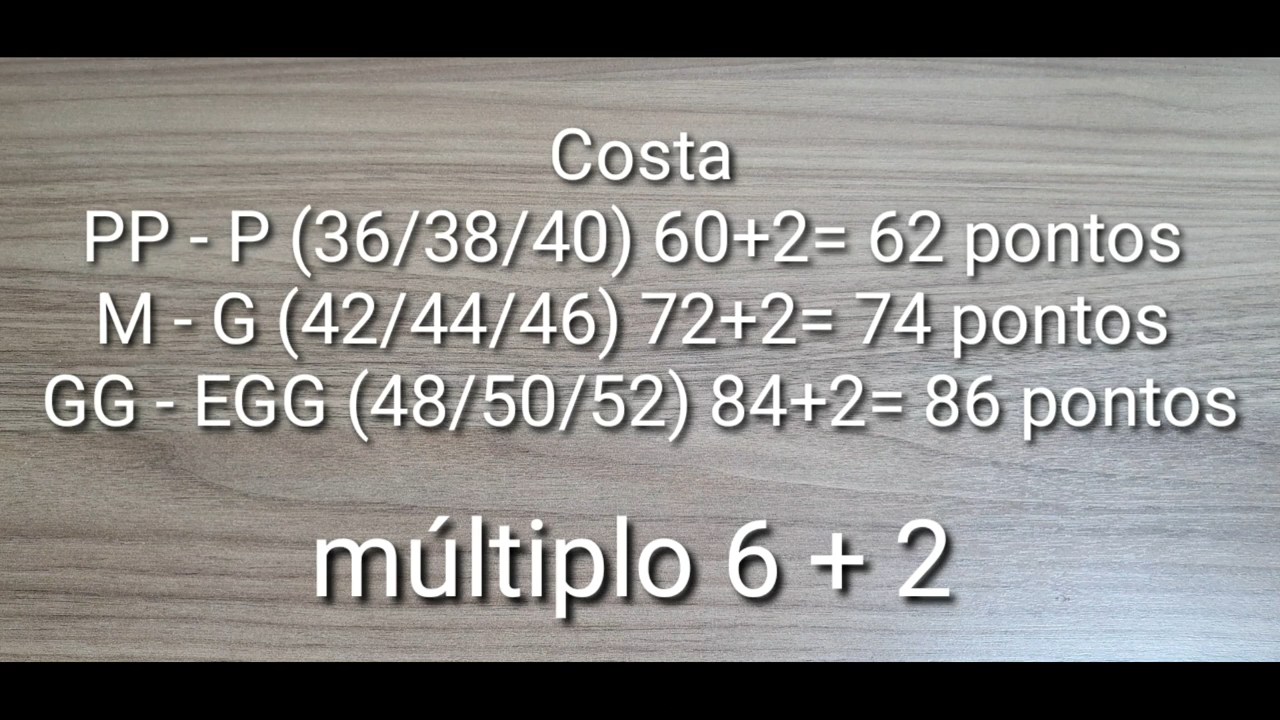 Costa
PP - P (36/38/40) 60+2= 62 pontos
M - G (42/44/46) 72+2= 74 pontos
GG - EGG (48/50/52) 84+2= 86 pontos
múltiplo 6 + 2